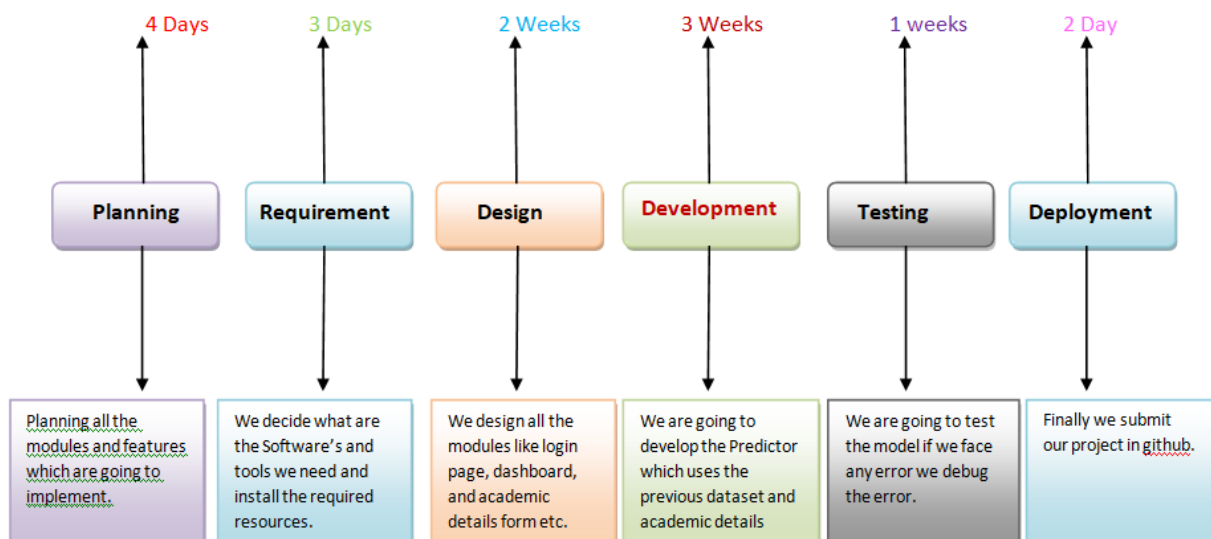 4 Days
3 Days
2 Weeks
3 Weeks
1 weeks
2 Day
Planning
Requirement
Design
Development
Testing
Deployment
Planning all the
modules and features
which are going to
implement.
We decide what are
the Software's and
tools we need and
install the required
resources.
We design all the
modules like login
page, dashboard,
and academic
details form etc.
We are going to
develop the Predictor
which uses the
previous dataset and
academic details
We are going to test
the model if we face
any error we debug
the error.
Finally we submit
our project in github.